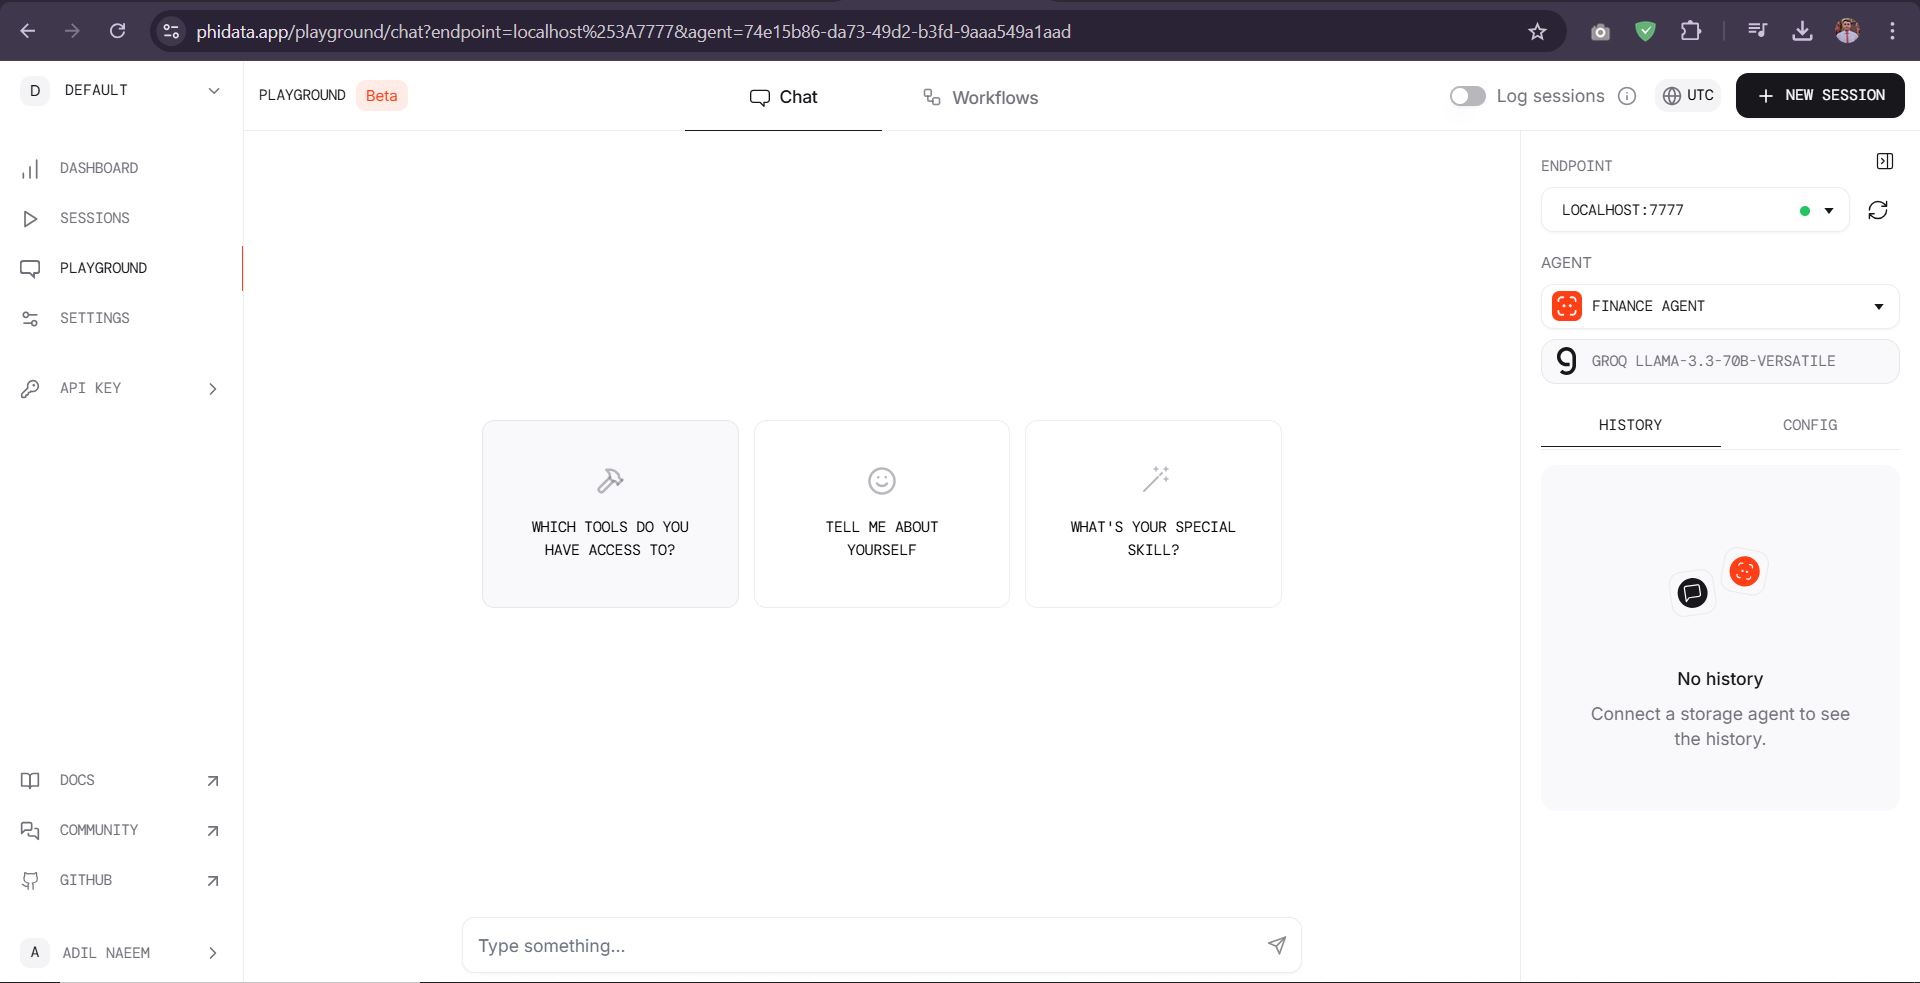 phidata.app/playground/chat?endpoint=localhost%253A7777&agent=74e15b86-da73-49d2-b3fd-9aaa549a1aad
D DEFAULT
PLAYGROUND Beta
Chat
Workflows
Log sessions
UTC
+ NEW SESSION
DASHBOARD
SESSIONS
PLAYGROUND
SETTINGS
API KEY
DOCS
COMMUNITY
GITHUB
A ADIL NAEEM
WHICH TOOLS DO YOU
HAVE ACCESS TO?
TELL ME ABOUT
YOURSELF
WHAT'S YOUR SPECIAL
SKILL?
Type something...
ENDPOINT
LOCALHOST:7777
AGENT
FINANCE AGENT
GROQ LLAMA-3.3-70B-VERSATILE
HISTORY
CONFIG
No history
Connect a storage agent to see
the history.